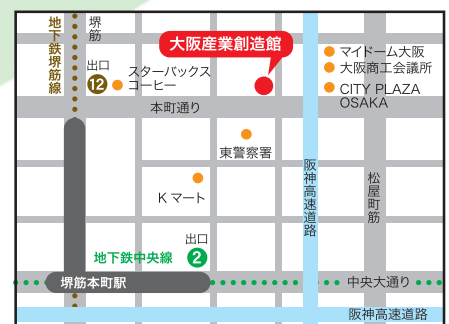 地下鉄堺筋線
堺筋
大阪産業創造館
マイドーム大阪
大阪商工会議所
CITY PLAZA
OSAKA
出口
12
スターバックス
コーヒー
本町通り
東警察署
阪神高速道路
松屋町筋
Kマート
出口
2
地下鉄中央線
堺筋本町駅
中央大通り
阪神高速道路